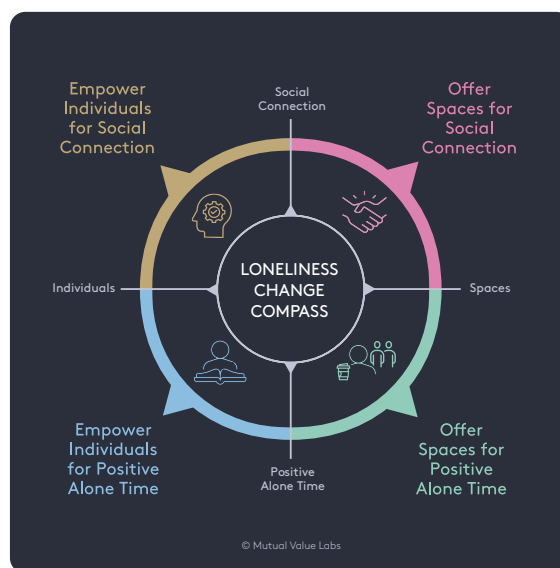 Empower
Individuals
for Social
Connection
Social
Connection
Offer
Spaces for
Social
Connection
Individuals
LONELINESS
CHANGE
COMPASS
Spaces
Empower
Individuals
for Positive
Alone Time
Positive
Alone Time
Offer
Spaces for
Positive
Alone Time
© Mutual Value Labs